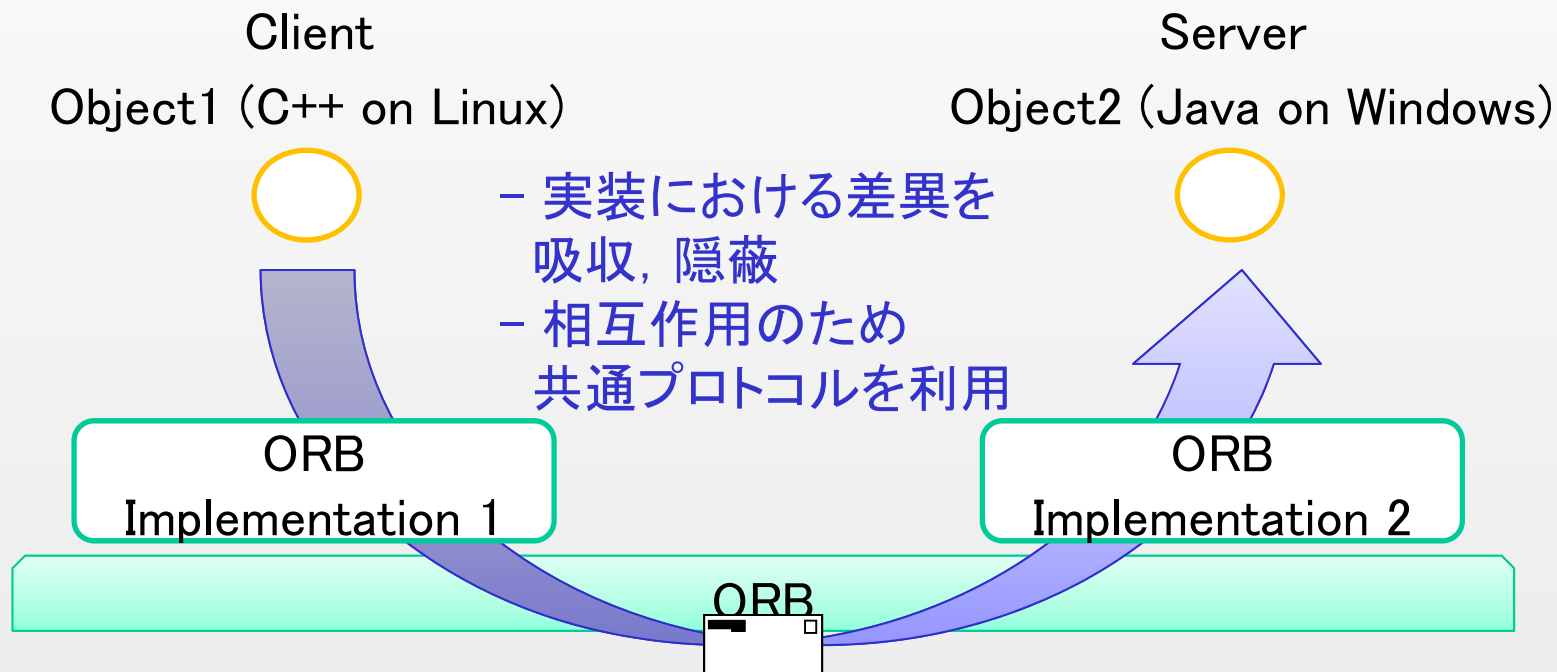 Client
Object1 (C++ on Linux)
Server
Object2 (Java on Windows)
- 実装における差異を
吸収, 隠蔽
- 相互作用のため
共通プロトコルを利用
ORB
Implementation 1
ORB
Implementation 2
ORB